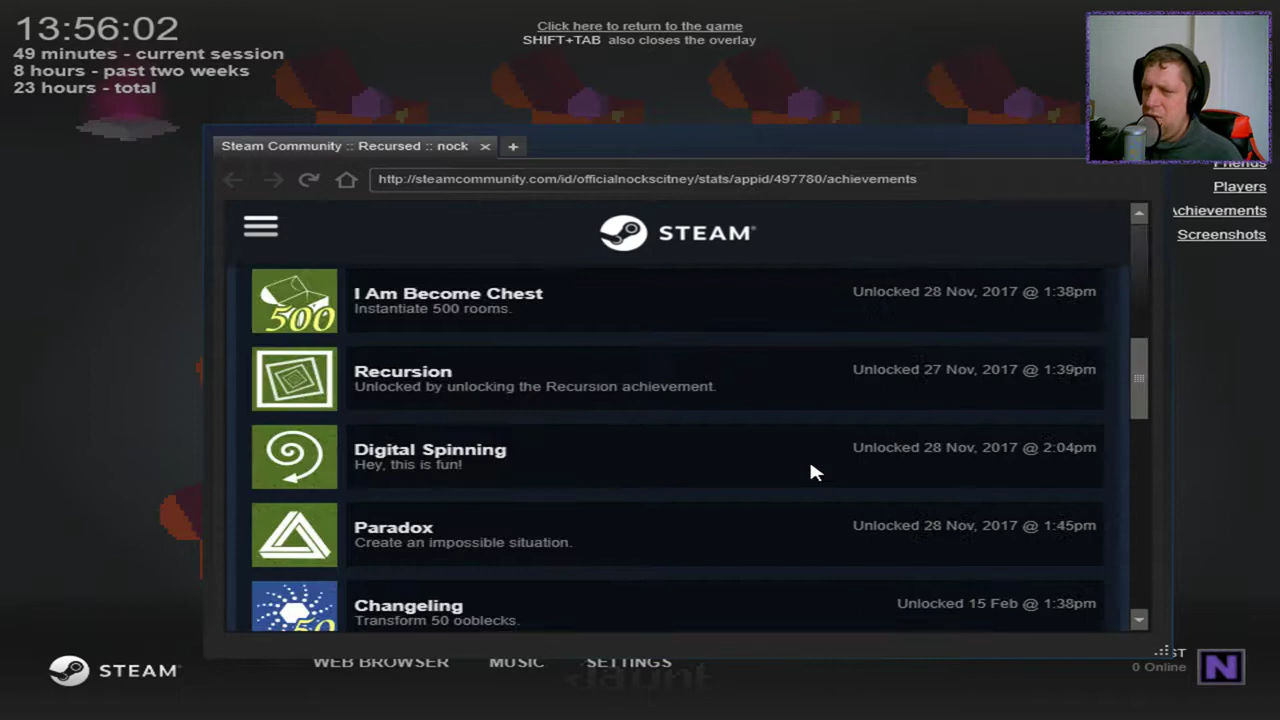 13:56:02
49 minutes - current session
8 hours - past two weeks
23 hours - total
Click here to return to the game
SHIFT+TAB also closes the overlay
Friends
Players
Achievements
Screenshots
Steam Community :: Recursed :: nock
http://steamcommunity.com/id/officialnockscitney/stats/appid/497780/achievements
STEAM
500
I Am Become Chest
Instantiate 500 rooms.
Unlocked 28 Nov, 2017 @ 1:38pm
Recursion
Unlocked by unlocking the Recursion achievement.
Unlocked 27 Nov, 2017 @ 1:39pm
Digital Spinning
Hey, this is fun!
Unlocked 28 Nov, 2017 @ 2:04pm
Paradox
Create an impossible situation.
Unlocked 28 Nov, 2017 @ 1:45pm
50
Changeling
Transform 50 ooblecks.
Unlocked 15 Feb @ 1:38pm
STEAM
WEB BROWSER
MUSIC
SETTINGS
0 Online
N